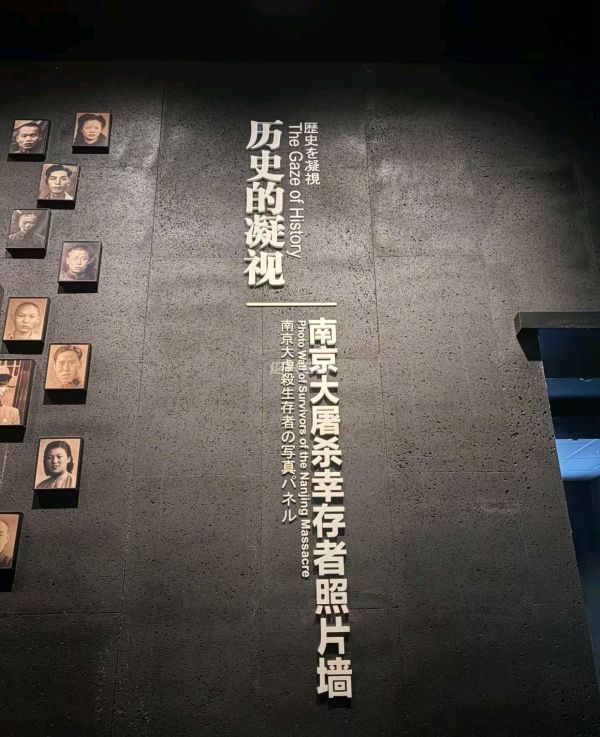 历史的凝视
The Gaze of History
歴史を凝視
南京大屠杀幸存者照片墙
Photo Wall of Survivors of the Nanjing Massacre
南京大虐殺生存者の写真パネル